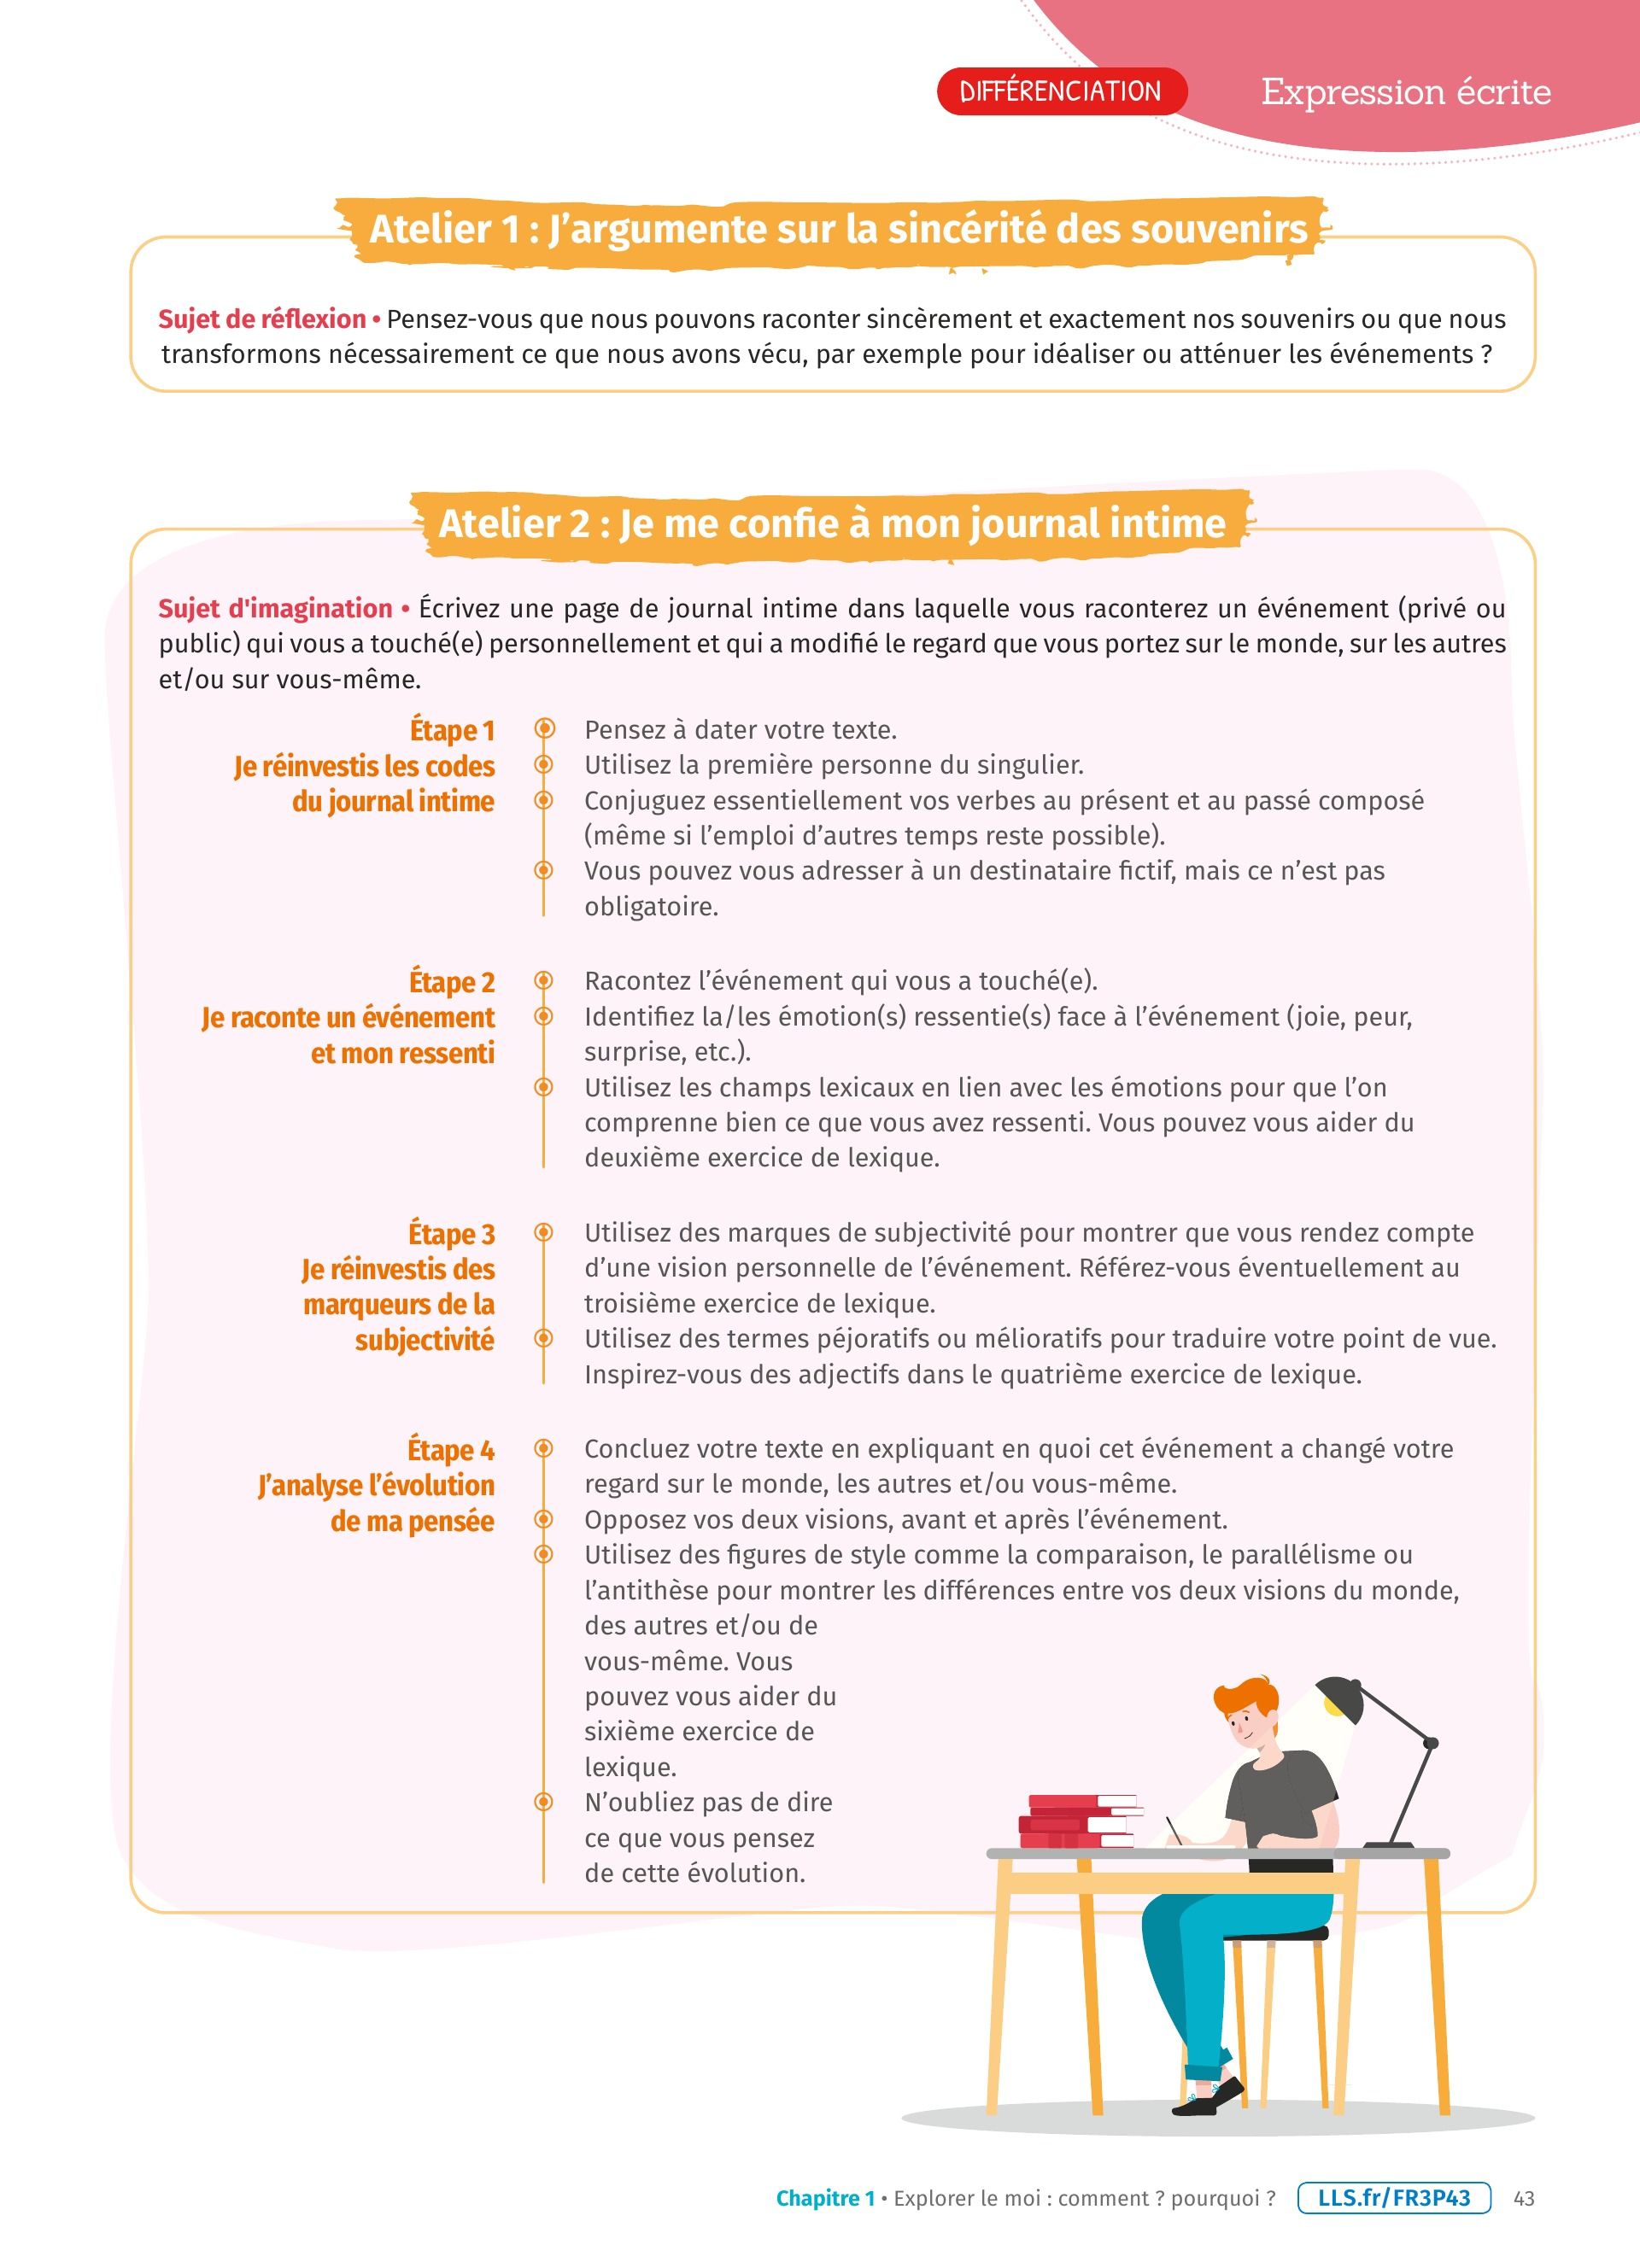 DIFFÉRENCIATION
Expression écrite
Atelier 1 : J’argumente sur la sincérité des souvenirs
Sujet de réflexion • Pensez-vous que nous pouvons raconter sincèrement et exactement nos souvenirs ou que nous
transformons nécessairement ce que nous avons vécu, par exemple pour idéaliser ou atténuer les événements ?
Atelier 2 : Je me confie à mon journal intime
Sujet d'imagination • Écrivez une page de journal intime dans laquelle vous raconterez un événement (privé ou
public) qui vous a touché(e) personnellement et qui a modifié le regard que vous portez sur le monde, sur les autres
et/ou sur vous-même.
Étape 1
Je réinvestis les codes
du journal intime
Pensez à dater votre texte.
Utilisez la première personne du singulier.
Conjuguez essentiellement vos verbes au présent et au passé composé
(même si l’emploi d’autres temps reste possible).
Vous pouvez vous adresser à un destinataire fictif, mais ce n’est pas
obligatoire.
Étape 2
Je raconte un événement
et mon ressenti
Racontez l’événement qui vous a touché(e).
Identifiez la/les émotion(s) ressentie(s) face à l’événement (joie, peur,
surprise, etc.).
Utilisez les champs lexicaux en lien avec les émotions pour que l’on
comprenne bien ce que vous avez ressenti. Vous pouvez vous aider du
deuxième exercice de lexique.
Étape 3
Je réinvestis des
marqueurs de la
subjectivité
Utilisez des marques de subjectivité pour montrer que vous rendez compte
d’une vision personnelle de l’événement. Référez-vous éventuellement au
troisième exercice de lexique.
Utilisez des termes péjoratifs ou mélioratifs pour traduire votre point de vue.
Inspirez-vous des adjectifs dans le quatrième exercice de lexique.
Étape 4
J’analyse l’évolution
de ma pensée
Concluez votre texte en expliquant en quoi cet événement a changé votre
regard sur le monde, les autres et/ou vous-même.
Opposez vos deux visions, avant et après l’événement.
Utilisez des figures de style comme la comparaison, le parallélisme ou
l’antithèse pour montrer les différences entre vos deux visions du monde,
des autres et/ou de
vous-même. Vous
pouvez vous aider du
sixième exercice de
lexique.
N’oubliez pas de dire
ce que vous pensez
de cette évolution.
Chapitre 1 • Explorer le moi : comment ? pourquoi ?
LLS.fr/FR3P43
43